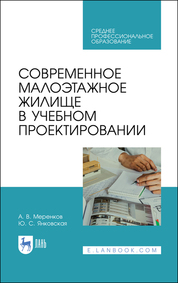 СРЕДНЕЕ
ПРОФЕССИОНАЛЬНОЕ
ОБРАЗОВАНИЕ
СОВРЕМЕННОЕ
МАЛОЭТАЖНОЕ
ЖИЛИЩЕ
В УЧЕБНОМ
ПРОЕКТИРОВАНИИ
А. В. Меренков
Ю. С. Янковская
ЛАНЬ
E.LANBOOK.COM